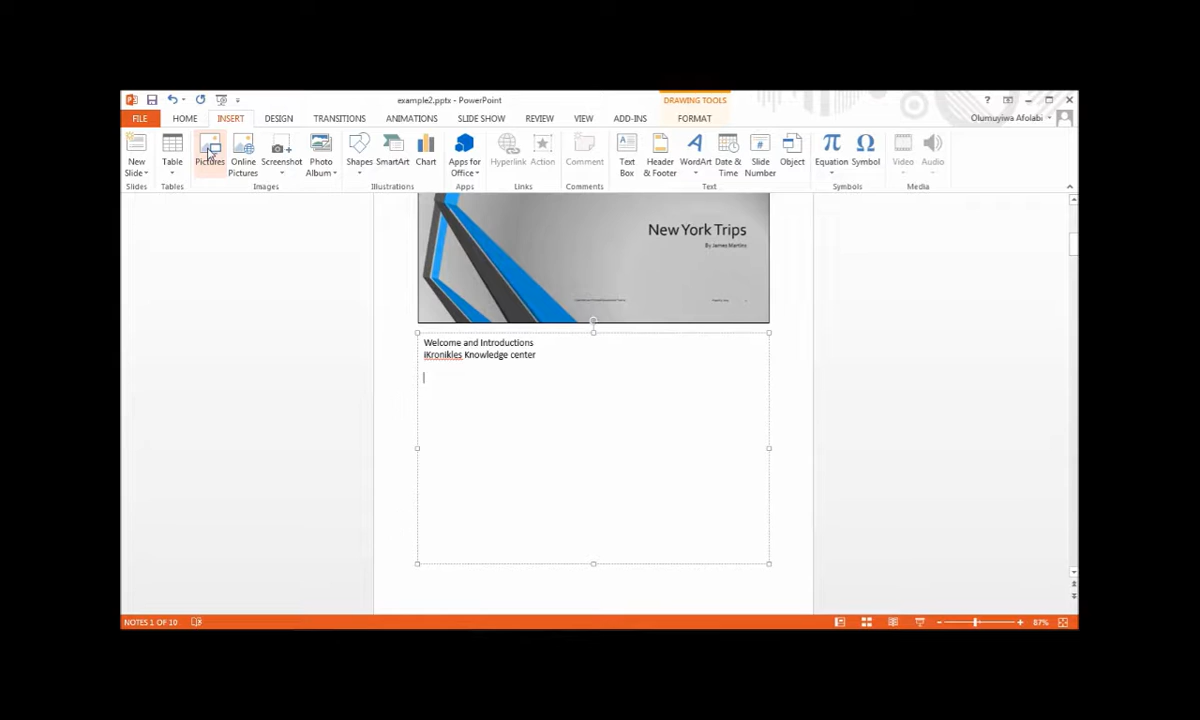 example2.pptx - PowerPoint
DRAWING TOOLS
FILE HOME INSERT DESIGN TRANSITIONS ANIMATIONS SLIDE SHOW REVIEW VIEW ADD-INS FORMAT
Olumuyiwa Afolabi
New Slide
Table
Pictures
Online Pictures
Screenshot
Photo Album
Shapes
SmartArt
Chart
Apps for Office
Hyperlink
Action
Comment
Text Box
Header & Footer
WordArt
Date & Time
Slide Number
Object
Equation
Symbol
Video
Audio
Slides Tables Images Illustrations Apps Links Comments Text Symbols Media
New York Trips
By James Martins
Welcome and Introductions
iKronikles Knowledge center
NOTES 1 OF 10
87%